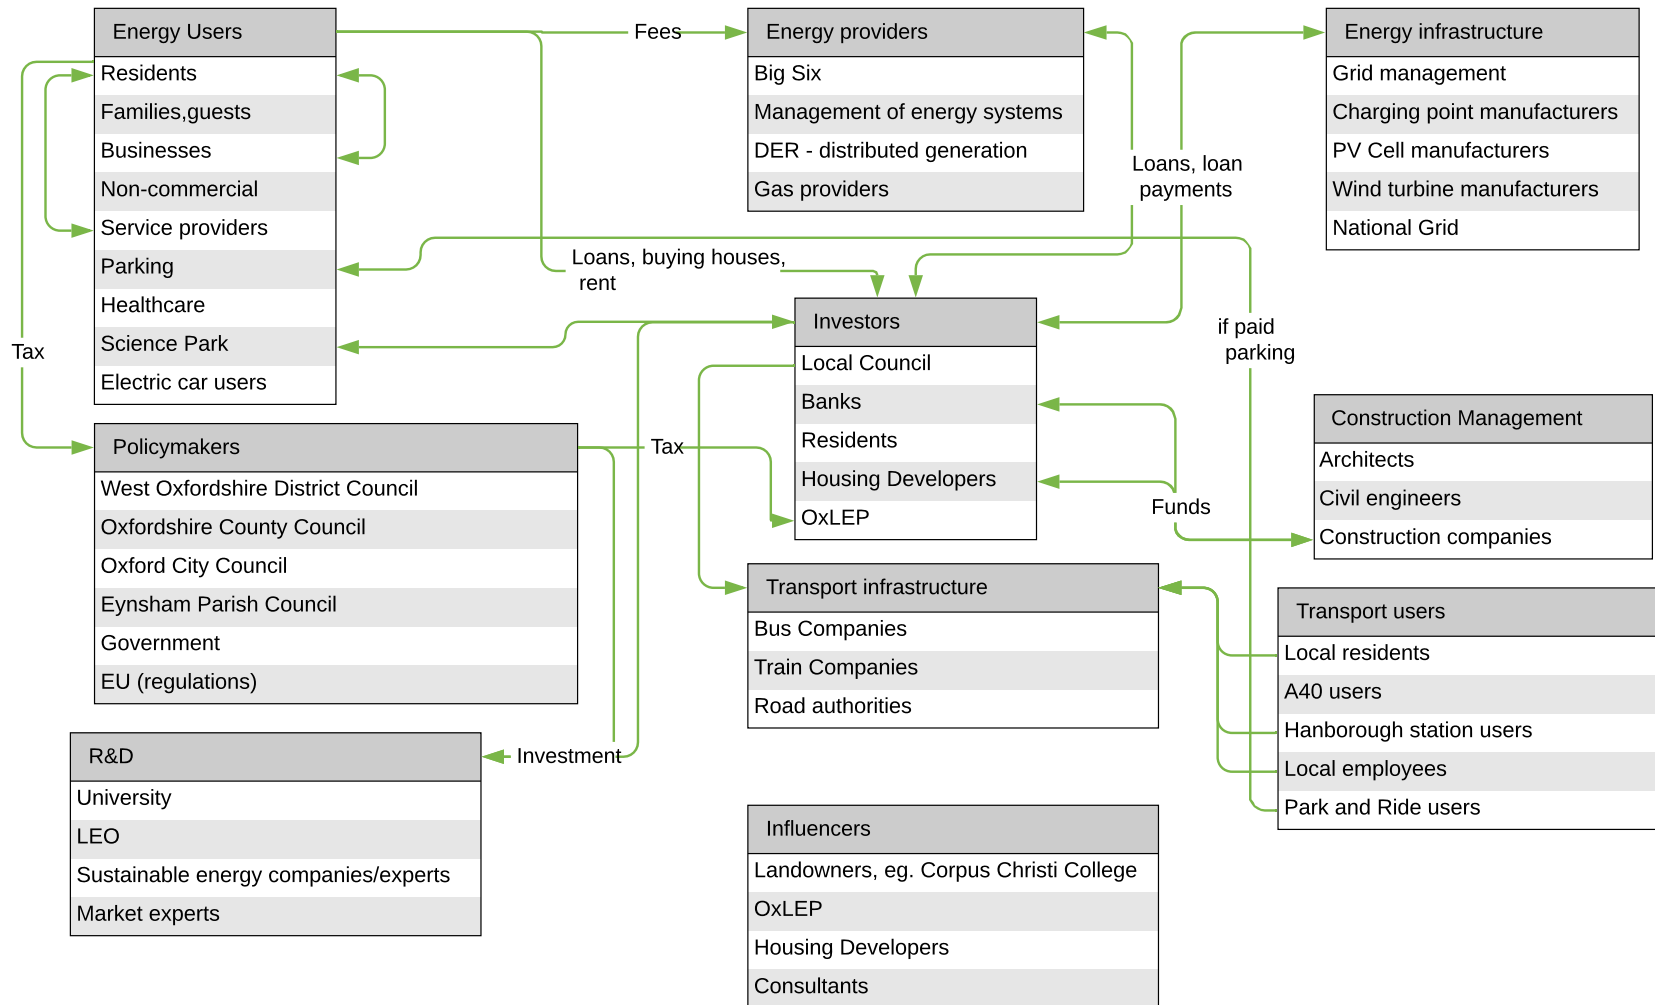 Energy Users
Residents
Families,guests
Businesses
Non-commercial
Service providers
Parking
Healthcare
Science Park
Electric car users
Fees
Energy providers
Big Six
Management of energy systems
DER - distributed generation
Gas providers
Energy infrastructure
Grid management
Charging point manufacturers
PV Cell manufacturers
Wind turbine manufacturers
National Grid
Loans, loan
payments
Loans, buying houses,
rent
Tax
if paid
parking
Investors
Local Council
Banks
Residents
Housing Developers
OxLEP
Tax
Funds
Construction Management
Architects
Civil engineers
Construction companies
Policymakers
West Oxfordshire District Council
Oxfordshire County Council
Oxford City Council
Eynsham Parish Council
Government
EU (regulations)
Transport infrastructure
Bus Companies
Train Companies
Road authorities
Transport users
Local residents
A40 users
Hanborough station users
Local employees
Park and Ride users
Investment
R&D
University
LEO
Sustainable energy companies/experts
Market experts
Influencers
Landowners, eg. Corpus Christi College
OxLEP
Housing Developers
Consultants